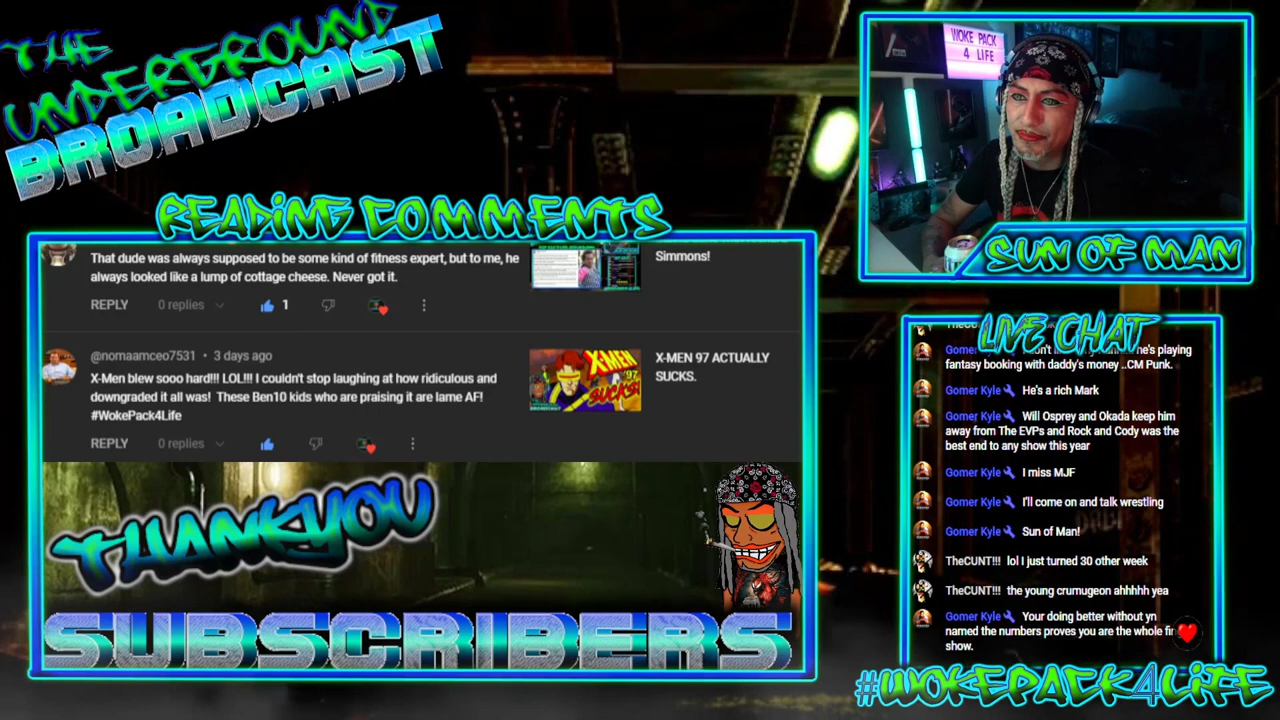 THE
UNDERGROUND
BROADCAST
WOKE PACK
4 LIFE
SUN OF MAN
READING COMMENTS
That dude was always supposed to be some kind of fitness expert, but to me, he
always looked like a lump of cottage cheese. Never got it.
Simmons!
REPLY 0 replies 1
@nomaamceo7531 • 3 days ago
X-Men blew sooo hard!!! LOL!!! I couldn't stop laughing at how ridiculous and
downgraded it all was! These Ben10 kids who are praising it are lame AF!
#WokePack4Life
X-MEN
'97
SUCKS!
X-MEN 97 ACTUALLY
SUCKS.
REPLY 0 replies
THANKYOU
SUBSCRIBERS
LIVE CHAT
Gomer he's playing
fantasy booking with daddy's money ..CM Punk.
Gomer Kyle He's a rich Mark
Gomer Kyle Will Osprey and Okada keep him
away from The EVPs and Rock and Cody was the
best end to any show this year
Gomer Kyle I miss MJF
Gomer Kyle I'll come on and talk wrestling
Gomer Kyle Sun of Man!
TheCUNT!!! lol I just turned 30 other week
TheCUNT!!! the young crumugeon ahhhhh yea
Gomer Kyle Your doing better without yn
named the numbers proves you are the whole
show.
#WOKEPACK4LIFE